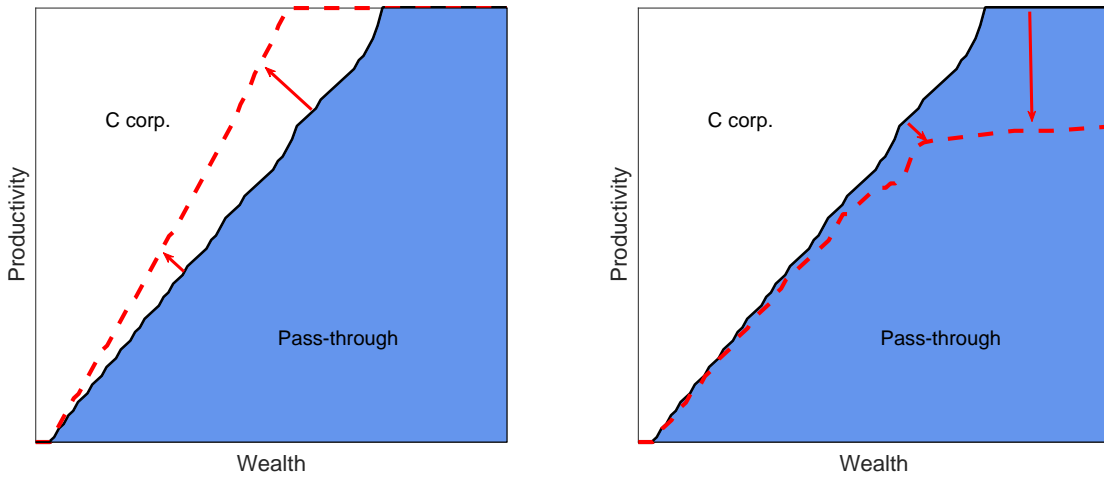 C corp.
Pass-through
Productivity
Wealth
C corp.
Pass-through
Productivity
Wealth